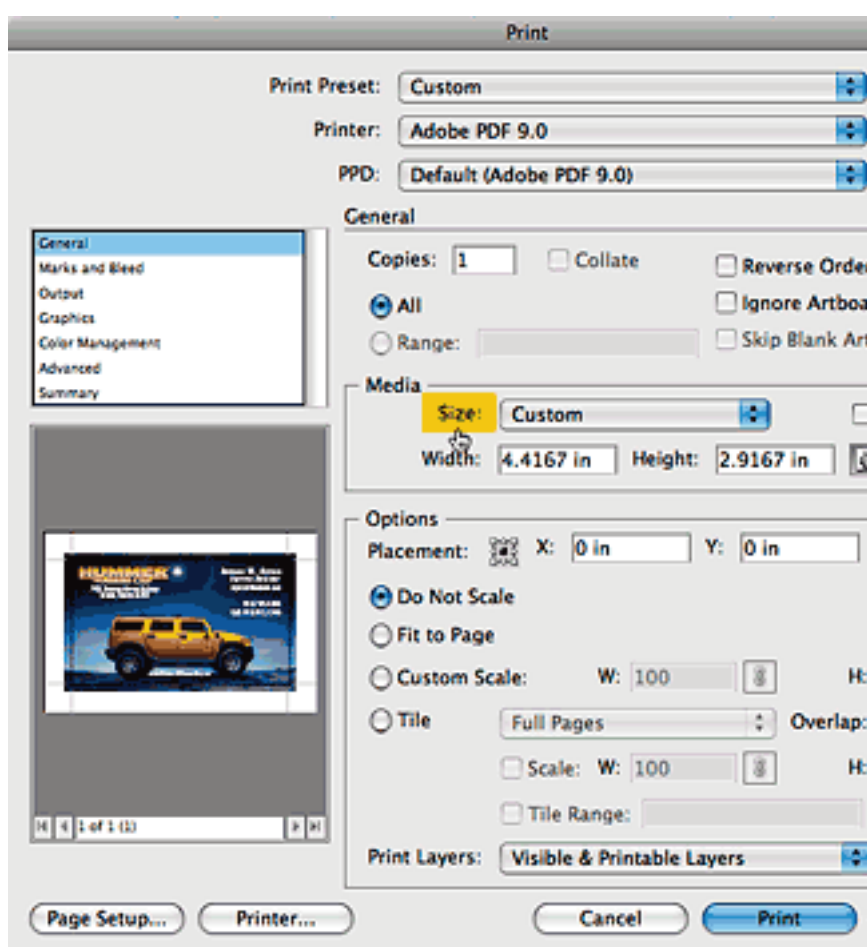 Print
Print Preset: Custom
Printer: Adobe PDF 9.0
PPD: Default (Adobe PDF 9.0)
General
Marks and Bleed
Output
Graphics
Color Management
Advanced
Summary
General
Copies: 1 Collate Reverse Orde
All Ignore Artboa
Range: Skip Blank Art
Media
Size: Custom
Width: 4.4167 in Height: 2.9167 in
Options
Placement: X: 0 in Y: 0 in
Do Not Scale
Fit to Page
Custom Scale: W: 100 H:
Tile Full Pages Overlap:
Scale: W: 100 H:
Tile Range:
Print Layers: Visible & Printable Layers
HUMMER
1 of 1 (1)
Page Setup... Printer... Cancel Print